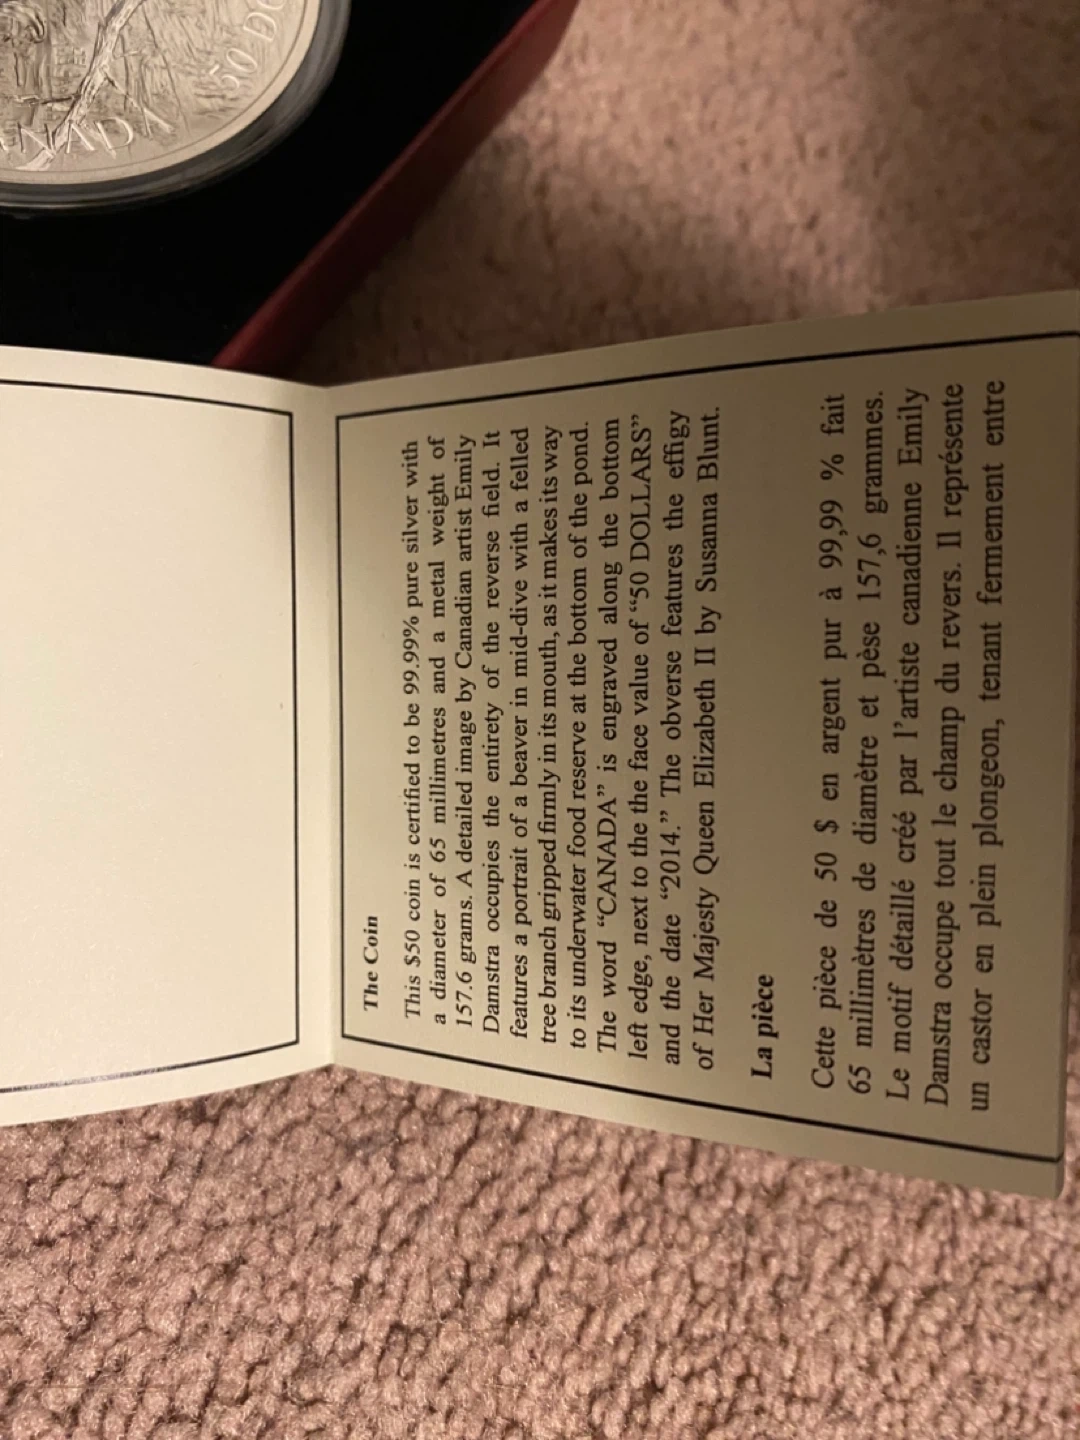 CANADA
50 DO
The Coin
This $50 coin is certified to be 99.99% pure silver with
a diameter of 65 millimetres and a metal weight of
157.6 grams. A detailed image by Canadian artist Emily
Damstra occupies the entirety of the reverse field. It
features a portrait of a beaver in mid-dive with a felled
tree branch gripped firmly in its mouth, as it makes its way
to its underwater food reserve at the bottom of the pond.
The word “CANADA” is engraved along the bottom
left edge, next to the the face value of “50 DOLLARS”
and the date “2014.” The obverse features the effigy
of Her Majesty Queen Elizabeth II by Susanna Blunt.
La pièce
Cette pièce de 50 $ en argent pur à 99,99 % fait
65 millimètres de diamètre et pèse 157,6 grammes.
Le motif détaillé créé par l’artiste canadienne Emily
Damstra occupe tout le champ du revers. Il représente
un castor en plein plongeon, tenant fermement entre